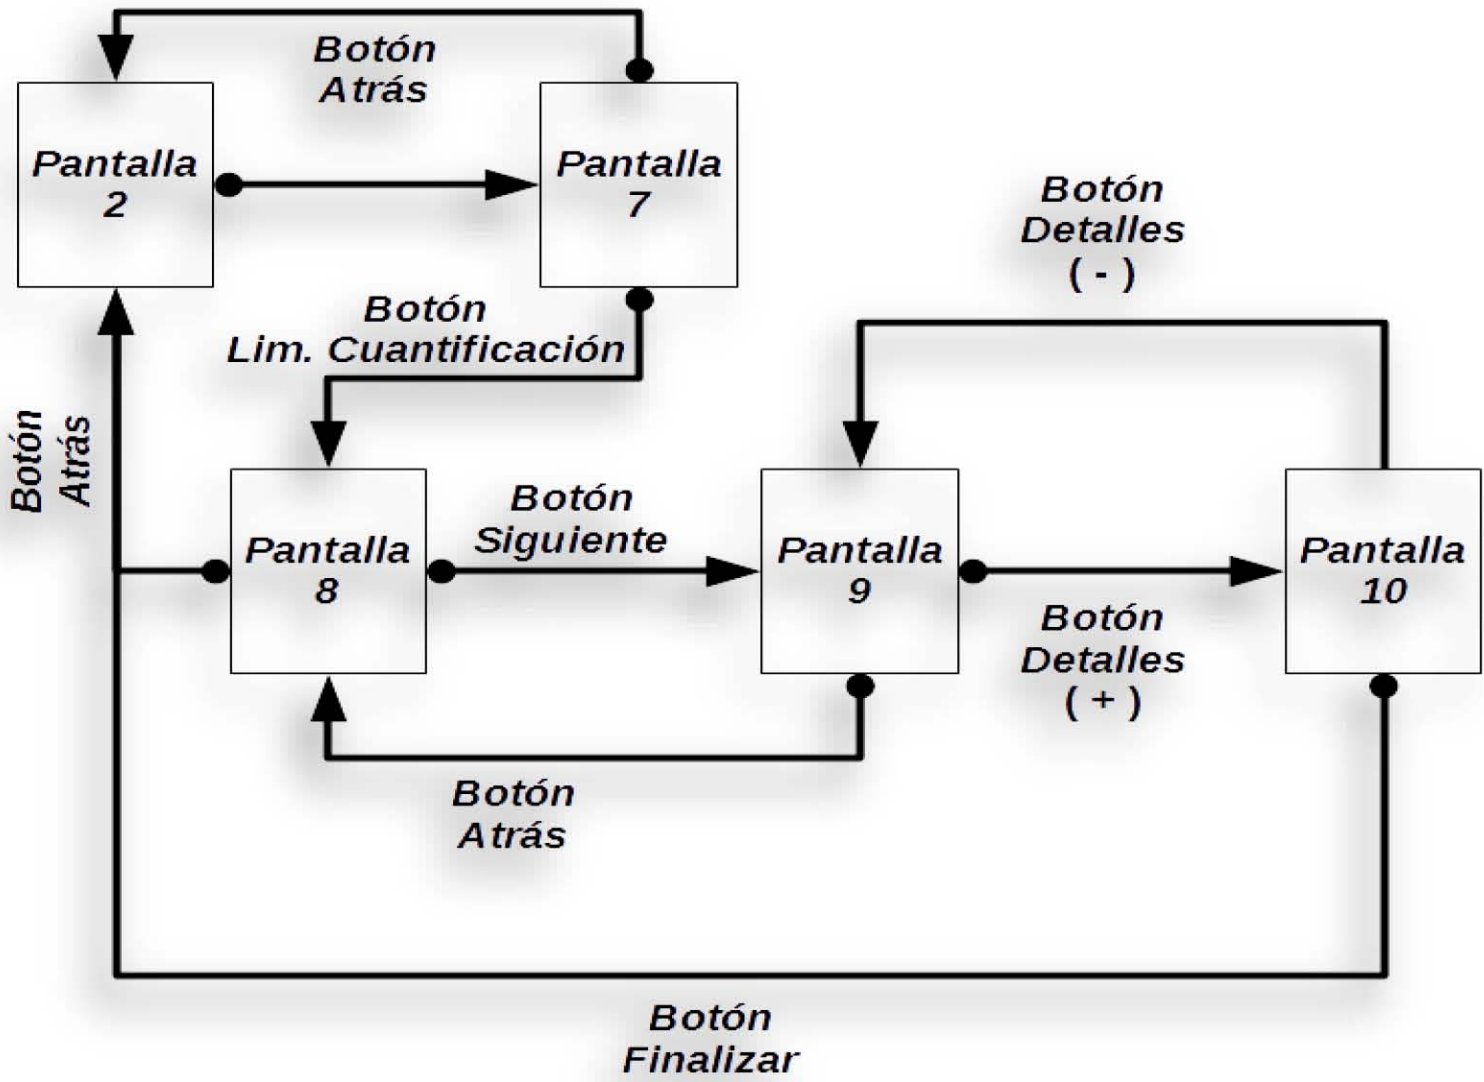 Botón
Atrás
Pantalla
2
Pantalla
7
Botón
Detalles
( - )
Botón
Lim. Cuantificación
Botón
Atrás
Pantalla
8
Botón
Siguiente
Pantalla
9
Pantalla
10
Botón
Detalles
( + )
Botón
Atrás
Botón
Finalizar